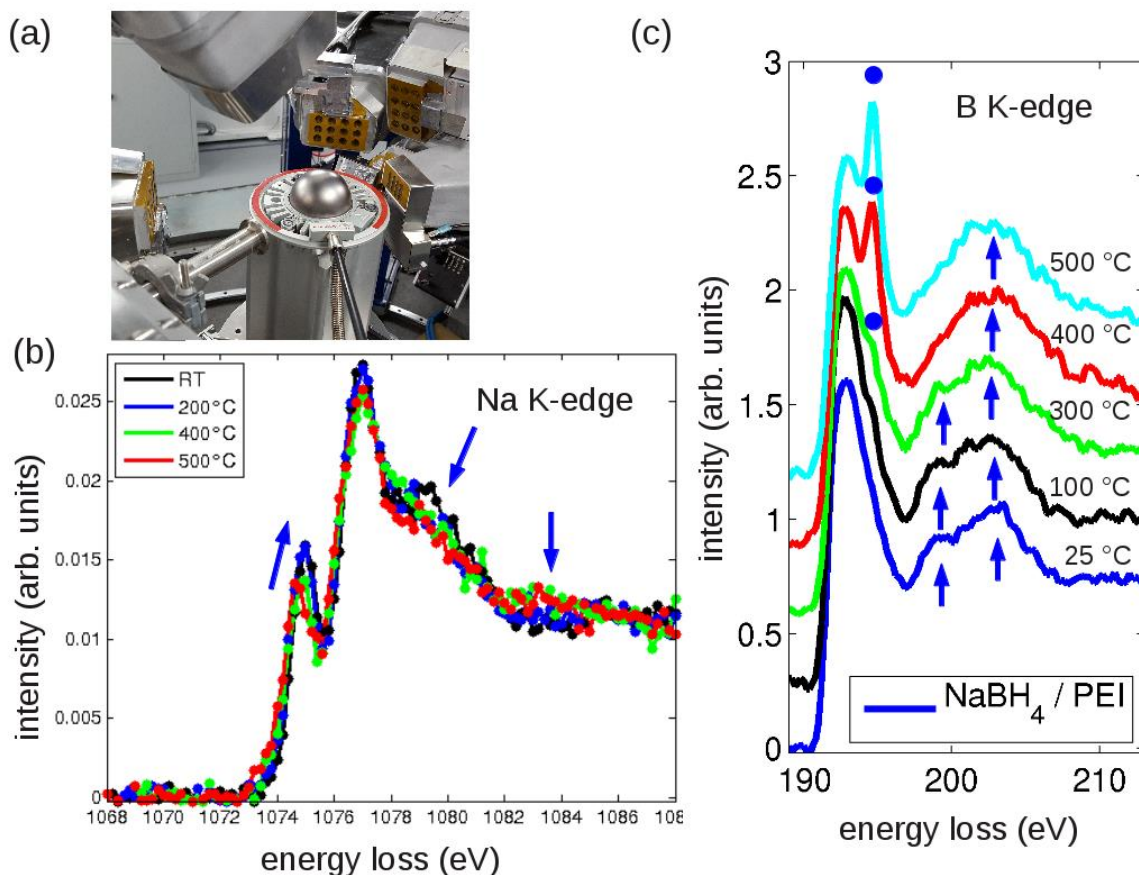 (a)
(b)
RT
200°C
400°C
500°C
Na K-edge
intensity (arb. units)
0.025
0.02
0.015
0.01
0.005
0
1068
1070
1072
1074
1076
1078
1080
1082
1084
1086
108
energy loss (eV)
(c)
B K-edge
intensity (arb. units)
3
2.5
2
1.5
1
0.5
0
500 °C
400 °C
300 °C
100 °C
25 °C
NaBH₄ / PEI
190
200
210
energy loss (eV)